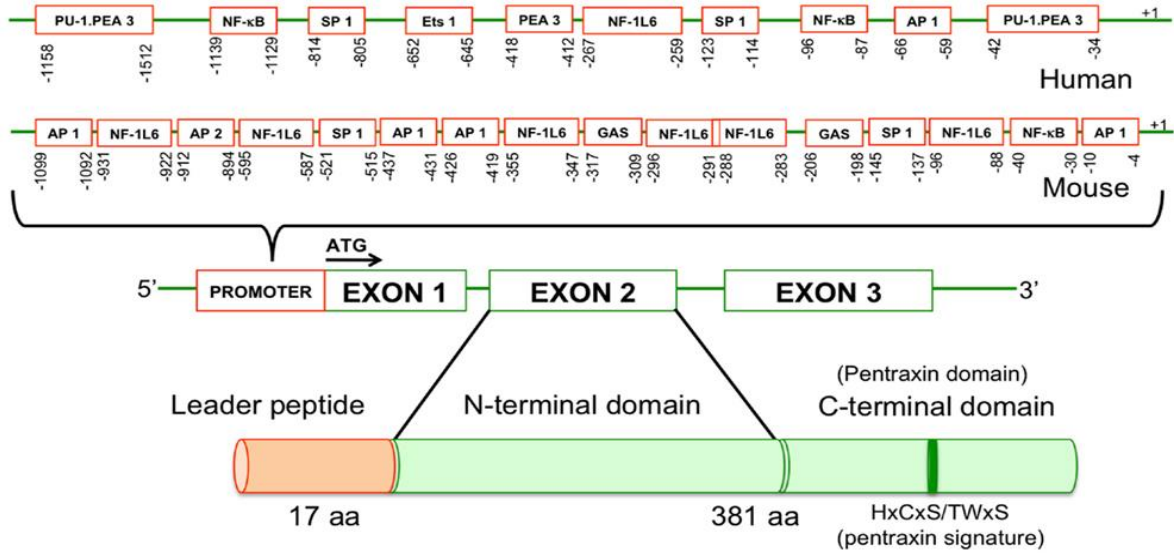 PU-1.PEA 3 NF-κB SP 1 Ets 1 PEA 3 NF-1L6 SP 1 NF-κB AP 1 PU-1.PEA 3 +1
-1158 -1512 -1139 -1129 -814 -805 -652 -645 -418 -412 -267 -259 -123 -114 -96 -87 -66 -59 -42 -34
Human
AP 1 NF-1L6 AP 2 NF-1L6 SP 1 AP 1 AP 1 NF-1L6 GAS NF-1L6 NF-1L6 GAS SP 1 NF-1L6 NF-κB AP 1 +1
-1099 -1092 -931 -922 -912 -894 -595 -587 -521 -515 -437 -431 -426 -419 -355 -347 -317 -309 -296 -291 -288 -283 -206 -198 -145 -137 -96 -88 -40 -30 -10 -4
Mouse
ATG
5’ PROMOTER EXON 1 EXON 2 EXON 3 3’
(Pentraxin domain)
Leader peptide N-terminal domain C-terminal domain
17 aa 381 aa HxCxS/TWxS
(pentraxin signature)